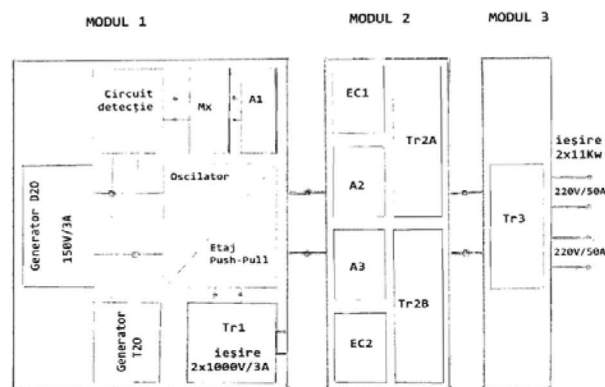 MODUL 1
MODUL 2
MODUL 3
Circuit
detecție
Mx
A1
Oscilator
Generator D2O
150V/3A
Etaj
Push-Pull
Generator
T2O
Tr1
ieșire
2x1000V/3A
EC1
Tr2A
A2
A3
Tr2B
EC2
Tr3
ieșire
2x11Kw
220V/50A
220V/50A